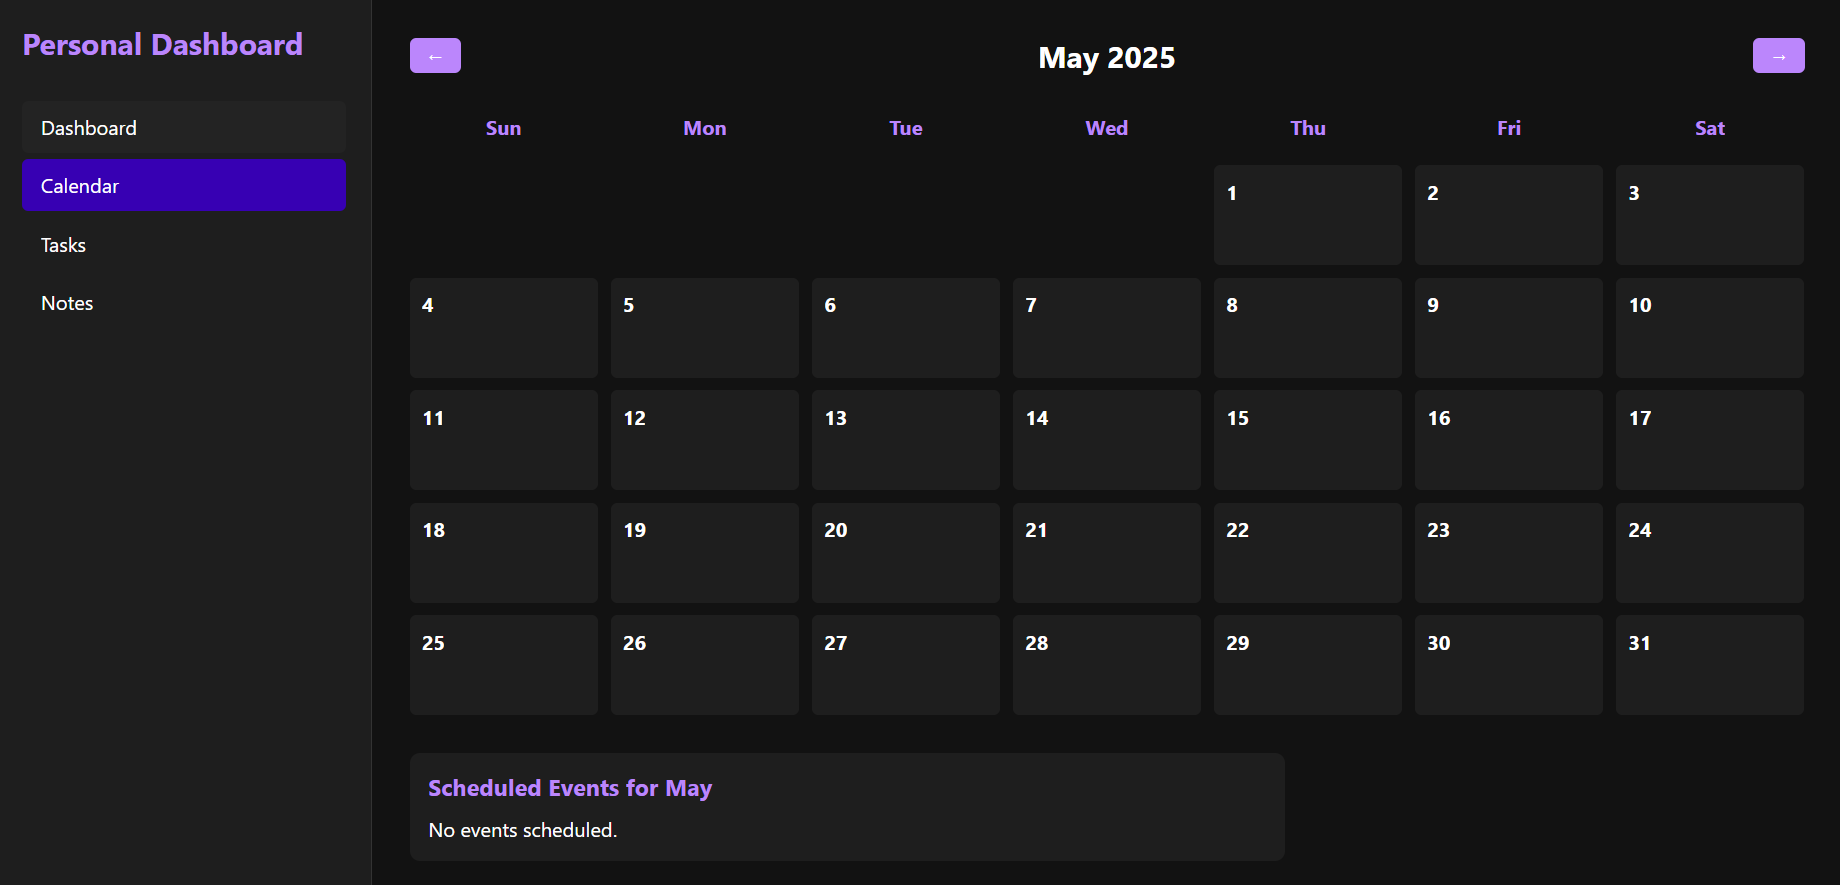 Personal Dashboard
Dashboard
Calendar
Tasks
Notes
← May 2025 →
Sun Mon Tue Wed Thu Fri Sat
1 2 3
4 5 6 7 8 9 10
11 12 13 14 15 16 17
18 19 20 21 22 23 24
25 26 27 28 29 30 31
Scheduled Events for May
No events scheduled.